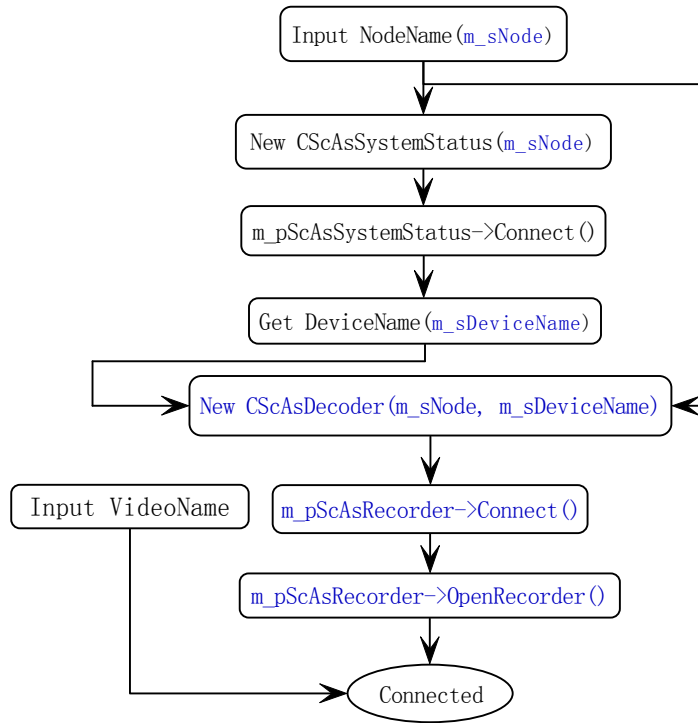 Input NodeName(m_sNode)
New CScAsSystemStatus(m_sNode)
m_pScAsSystemStatus->Connect()
Get DeviceName(m_sDeviceName)
New CScAsDecoder(m_sNode, m_sDeviceName)
Input VideoName
m_pScAsRecorder->Connect()
m_pScAsRecorder->OpenRecorder()
Connected